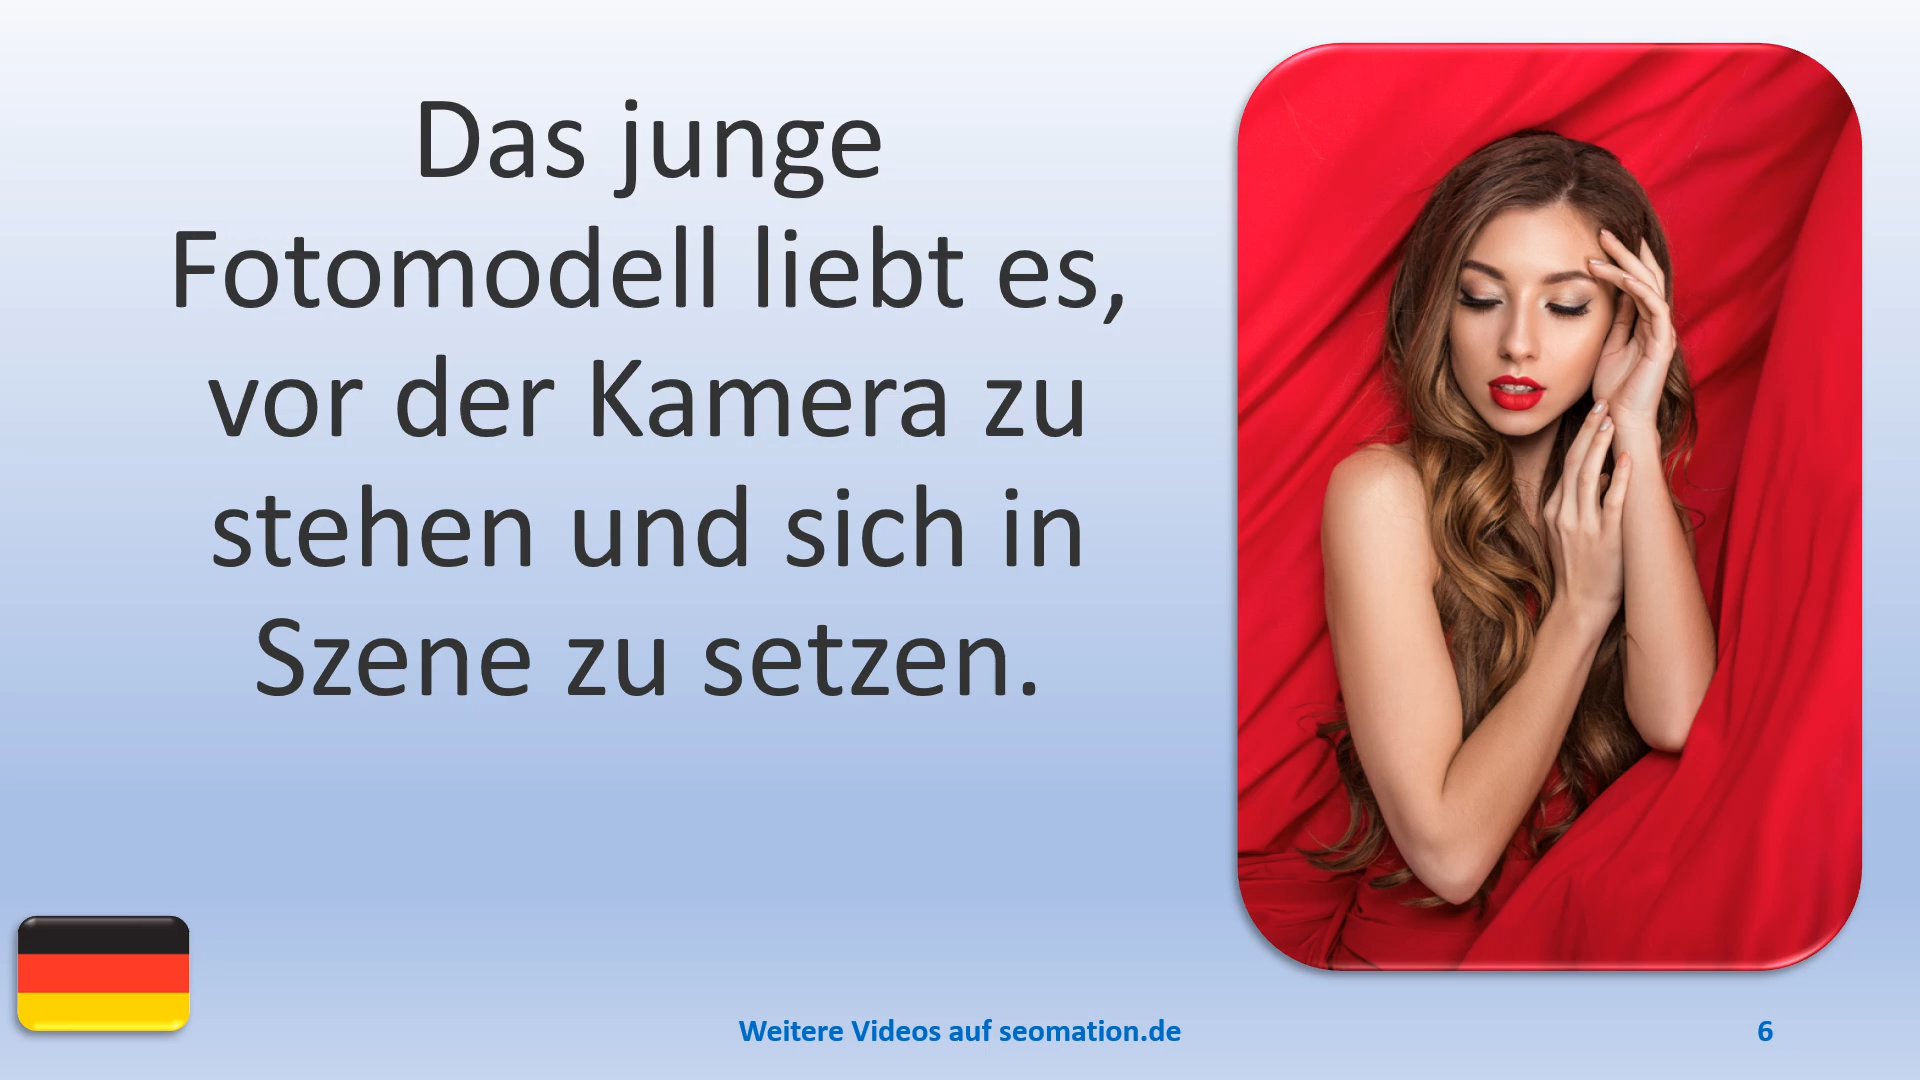 Das junge
Fotomodell liebt es,
vor der Kamera zu
stehen und sich in
Szene zu setzen.
Weitere Videos auf seomation.de
6